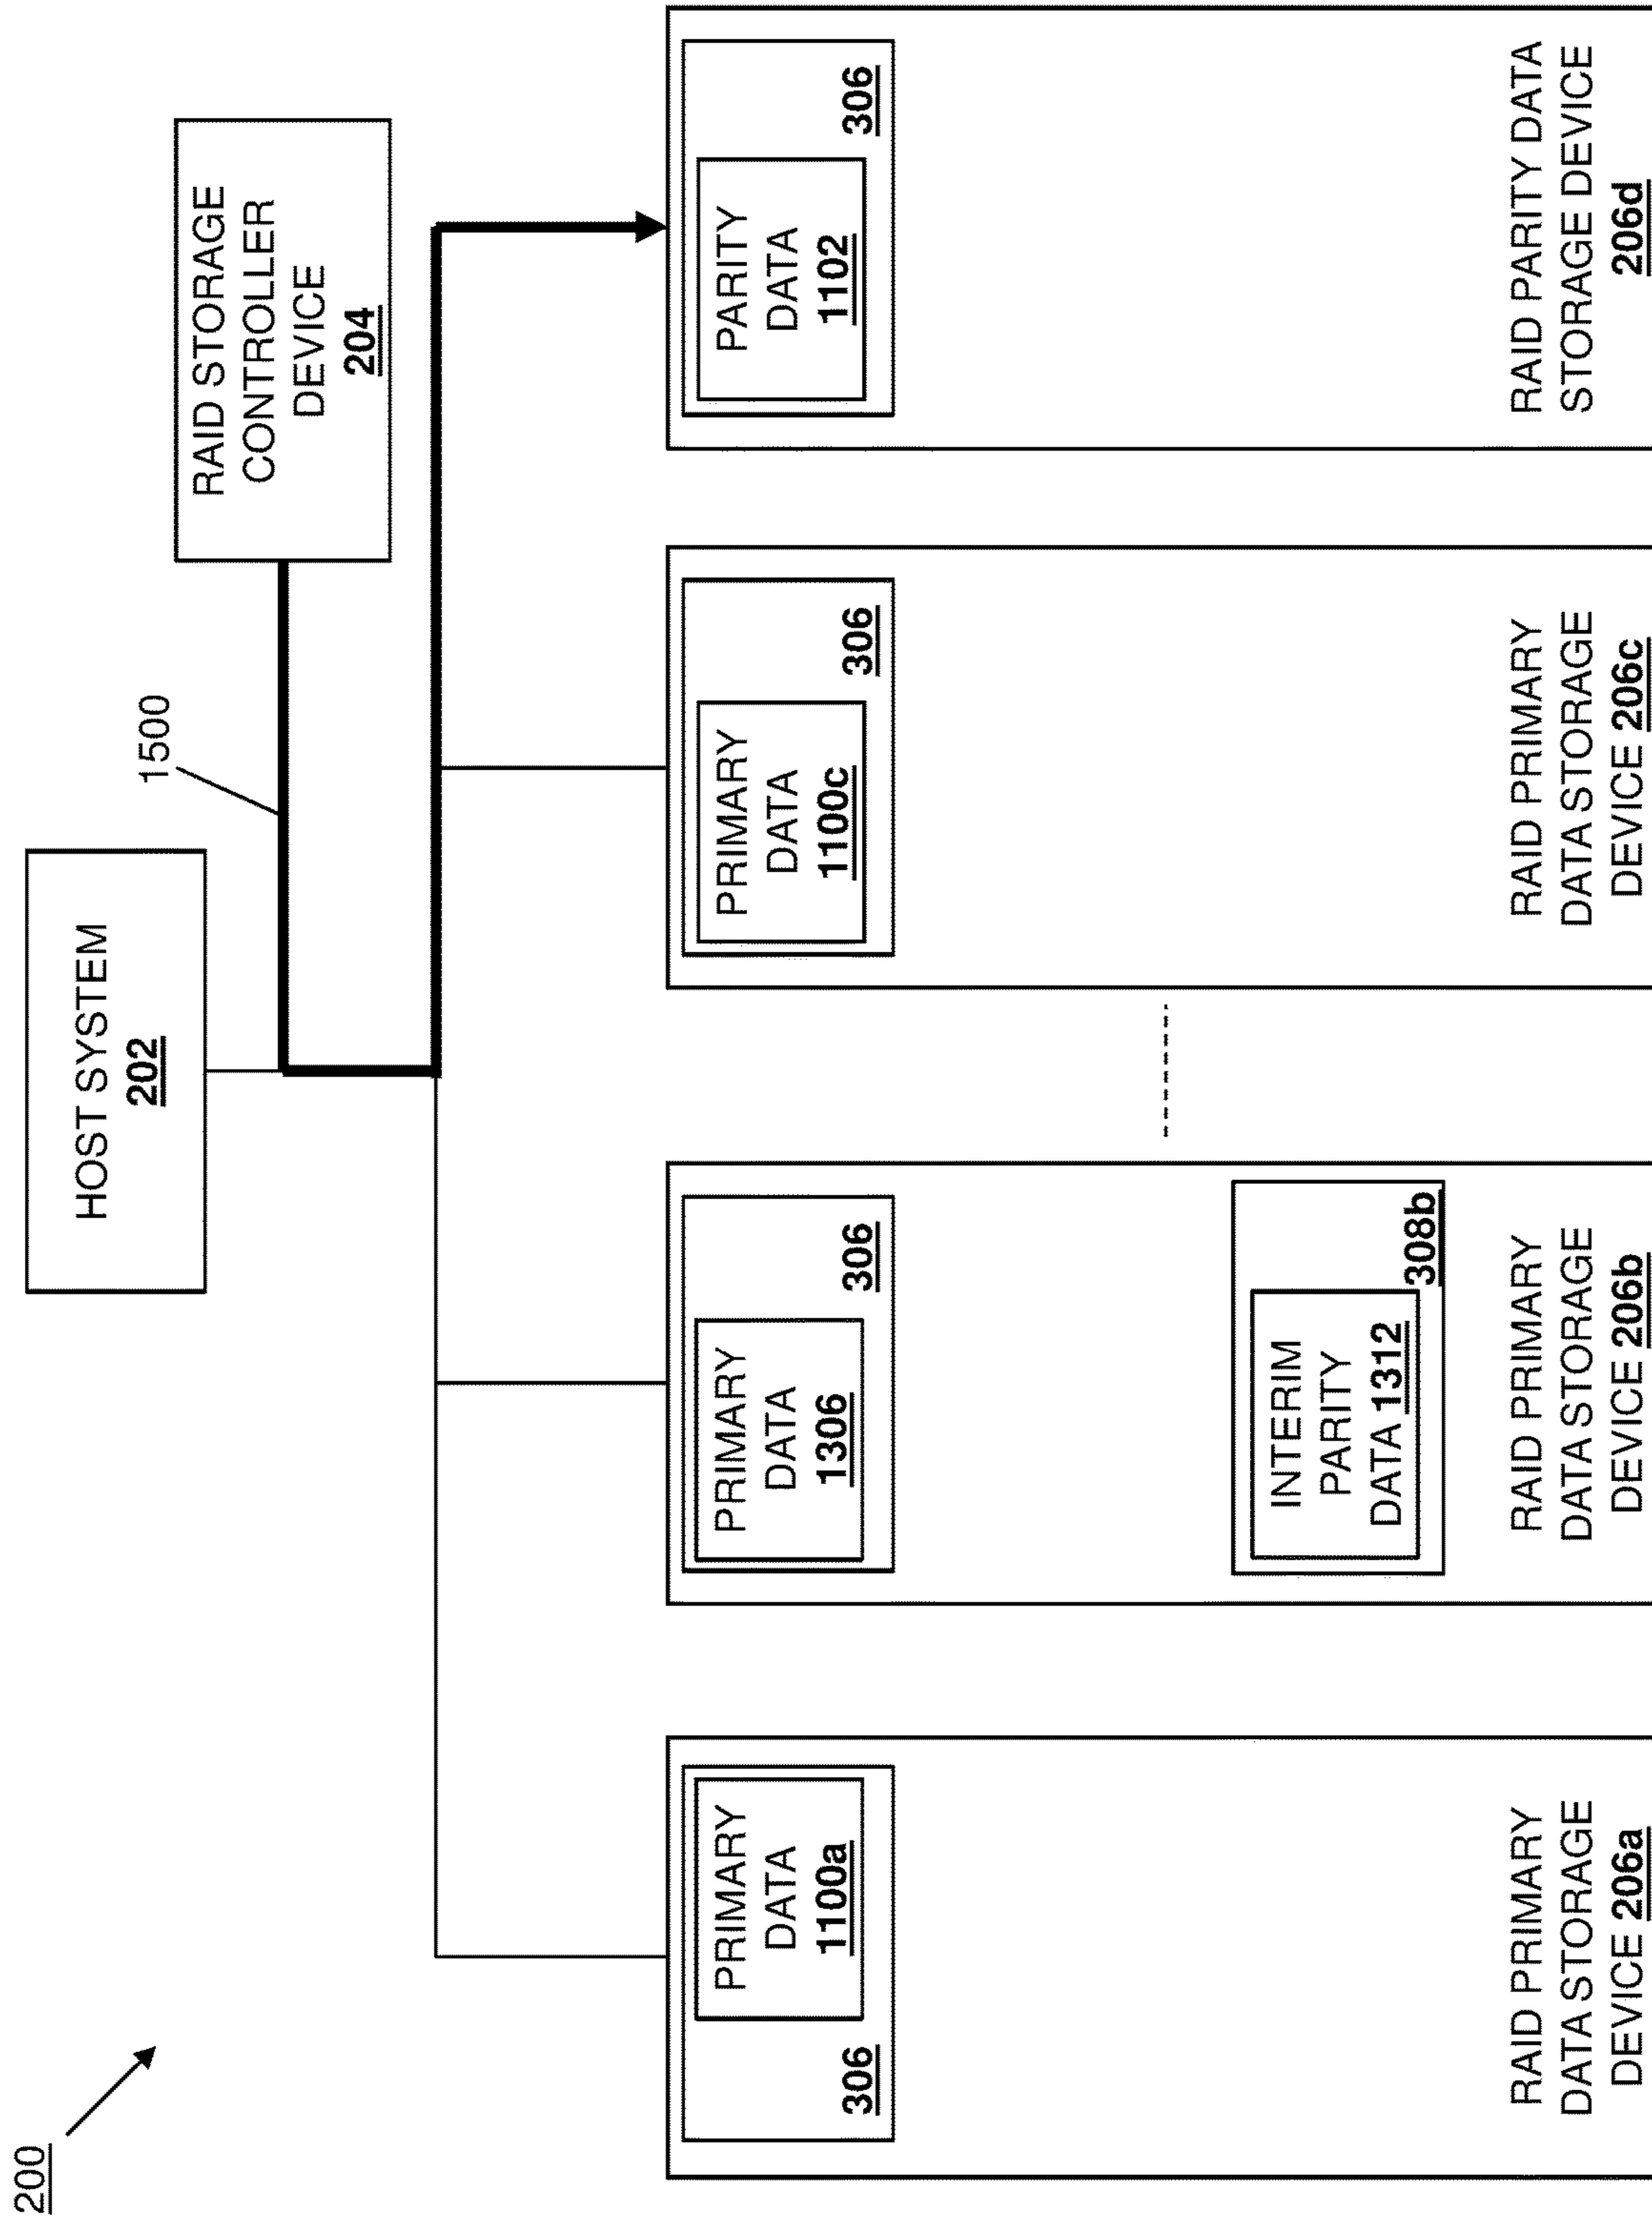 200
HOST SYSTEM
202
1500
RAID STORAGE
CONTROLLER
DEVICE
204
PRIMARY
DATA
1100a
306
RAID PRIMARY
DATA STORAGE
DEVICE 206a
PRIMARY
DATA
1306
306
INTERIM
PARITY
DATA 1312
308b
RAID PRIMARY
DATA STORAGE
DEVICE 206b
PRIMARY
DATA
1100c
306
RAID PRIMARY
DATA STORAGE
DEVICE 206c
PARITY
DATA
1102
306
RAID PARITY DATA
STORAGE DEVICE
206d